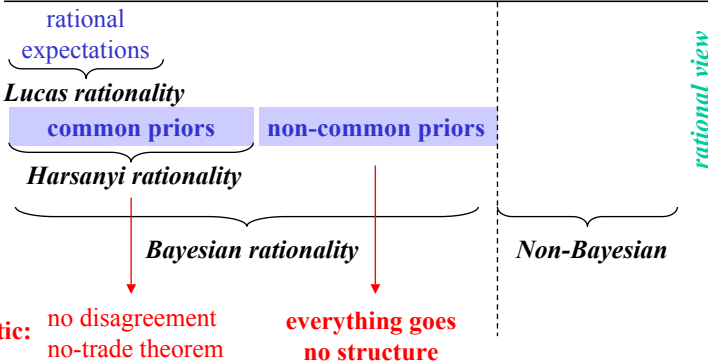 rational
expectations
Lucas rationality
rational view
common priors
non-common priors
Harsanyi rationality
Bayesian rationality
Non-Bayesian
tic:
no disagreement
no-trade theorem
everything goes
no structure